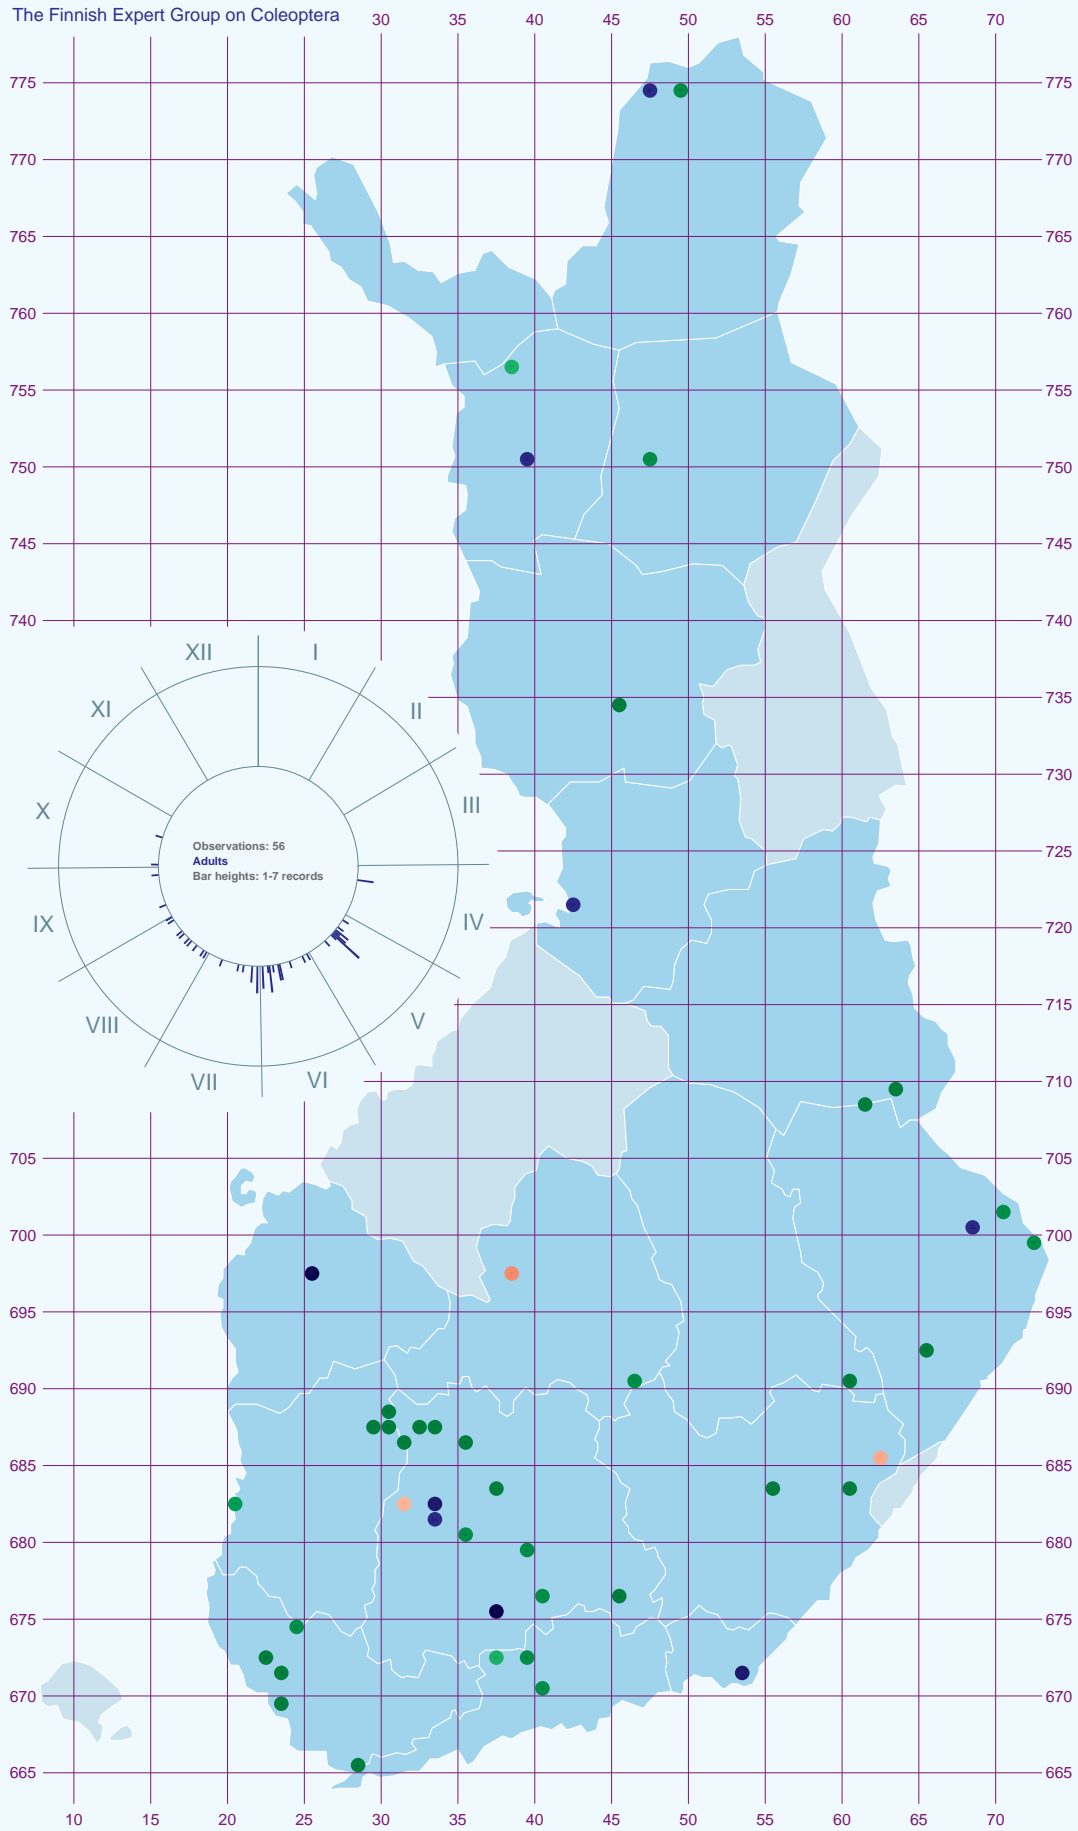 The Finnish Expert Group on Coleoptera
30 35 40 45 50 55 60 65 70
775 775
770 770
765 765
760 760
755 755
750 750
745 745
740 740
XII I
XI II
735
730
X III
Observations: 56
Adults
Bar heights: 1-7 records
725
IX IV
720
VIII V
715
VII VI
710
705 705
700 700
695 695
690 690
685 685
680 680
675 675
670 670
665 665
10 15 20 25 30 35 40 45 50 55 60 65 70